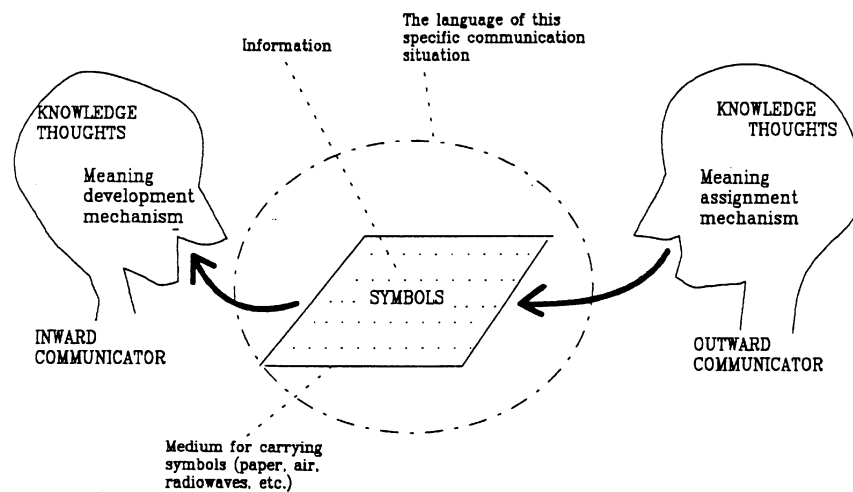 The language of this
specific communication
situation
Information
KNOWLEDGE
THOUGHTS
Meaning
development
mechanism
KNOWLEDGE
THOUGHTS
Meaning
assignment
mechanism
SYMBOLS
INWARD
COMMUNICATOR
OUTWARD
COMMUNICATOR
Medium for carrying
symbols (paper, air,
radiowaves, etc.)